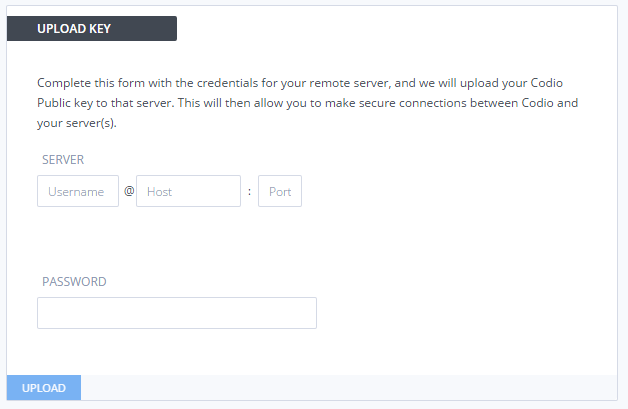 UPLOAD KEY
Complete this form with the credentials for your remote server, and we will upload your Codio
Public key to that server. This will then allow you to make secure connections between Codio and
your server(s).
SERVER
Username @ Host : Port
PASSWORD
UPLOAD